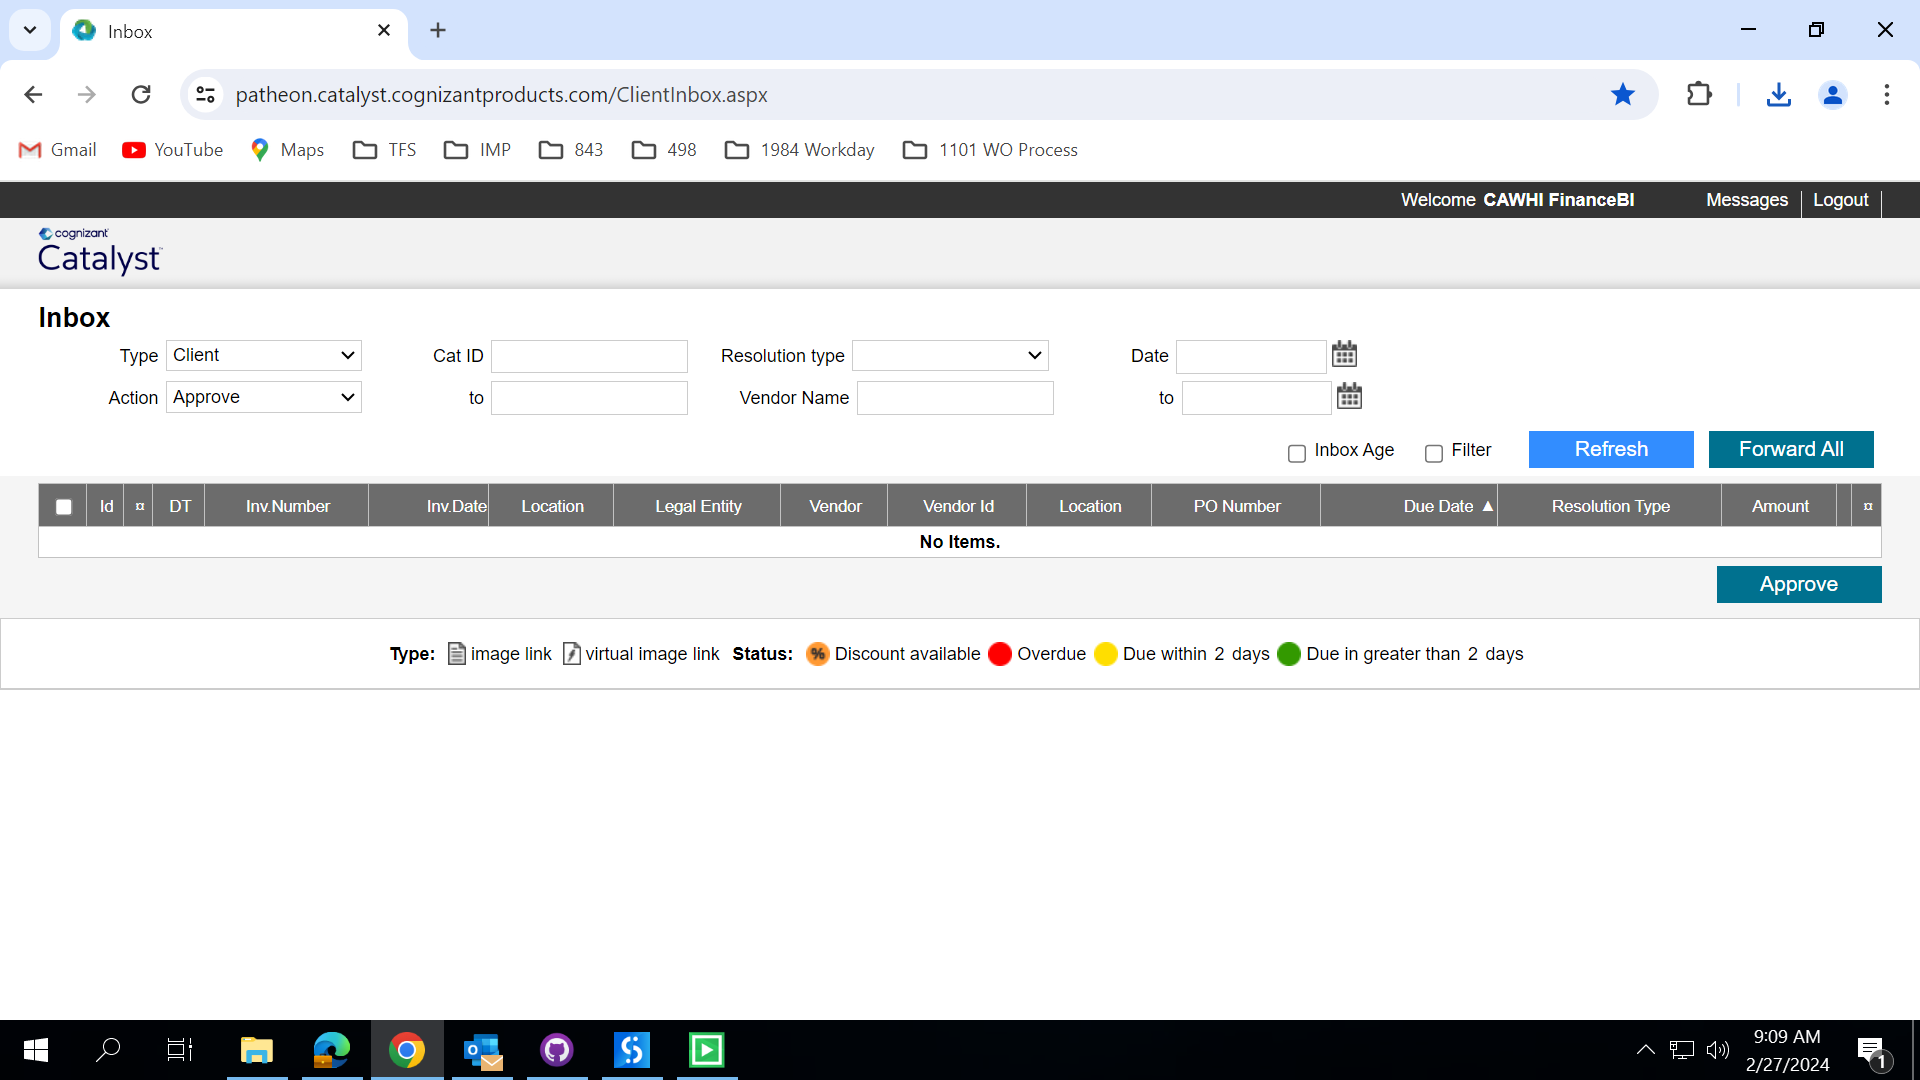 Inbox
patheon.catalyst.cognizantproducts.com/ClientInbox.aspx
Gmail YouTube Maps TFS IMP 843 498 1984 Workday 1101 WO Process
Welcome CAWHI FinanceBI Messages Logout
cognizant
Catalyst™
Inbox
Type Client Cat ID Resolution type Date
Action Approve to Vendor Name to
Inbox Age Filter Refresh Forward All
Id ¤ DT Inv.Number Inv.Date Location Legal Entity Vendor Vendor Id Location PO Number Due Date ▲ Resolution Type Amount ¤
No Items.
Approve
Type: image link virtual image link Status: % Discount available Overdue Due within 2 days Due in greater than 2 days
9:09 AM
2/27/2024
1